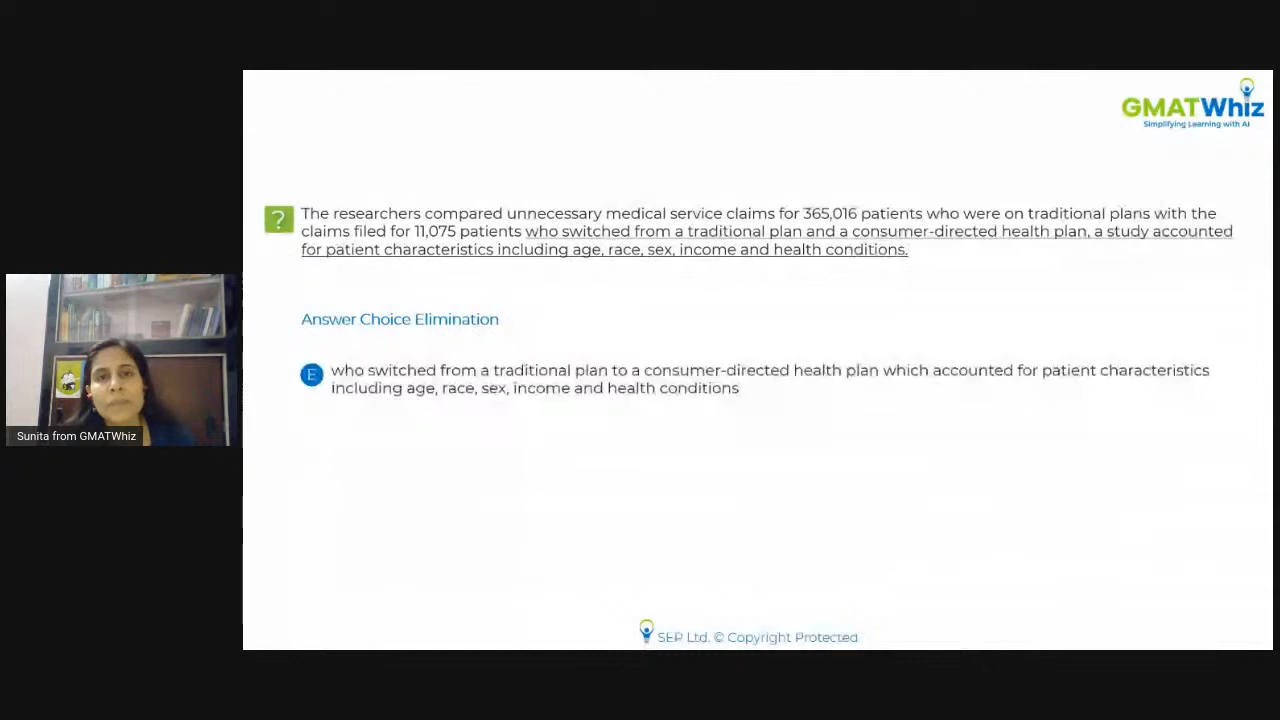 GMATWhiz
Simplifying Learning with AI
?
The researchers compared unnecessary medical service claims for 365,016 patients who were on traditional plans with the
claims filed for 11,075 patients who switched from a traditional plan and a consumer-directed health plan, a study accounted
for patient characteristics including age, race, sex, income and health conditions.
Answer Choice Elimination
E who switched from a traditional plan to a consumer-directed health plan which accounted for patient characteristics
including age, race, sex, income and health conditions
Sunita from GMATWhiz
SEP Ltd. © Copyright Protected